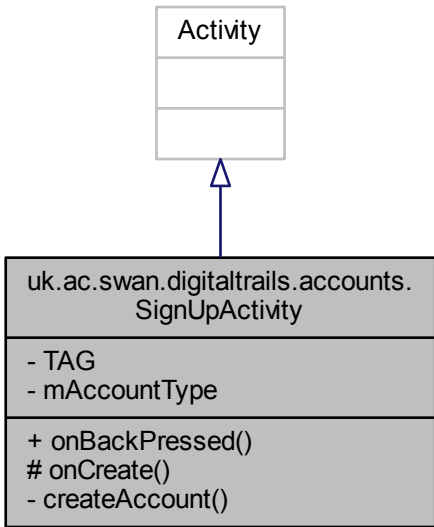 Activity
uk.ac.swan.digitaltrails.accounts.
SignUpActivity
- TAG
- mAccountType
+ onBackPressed()
# onCreate()
- createAccount()